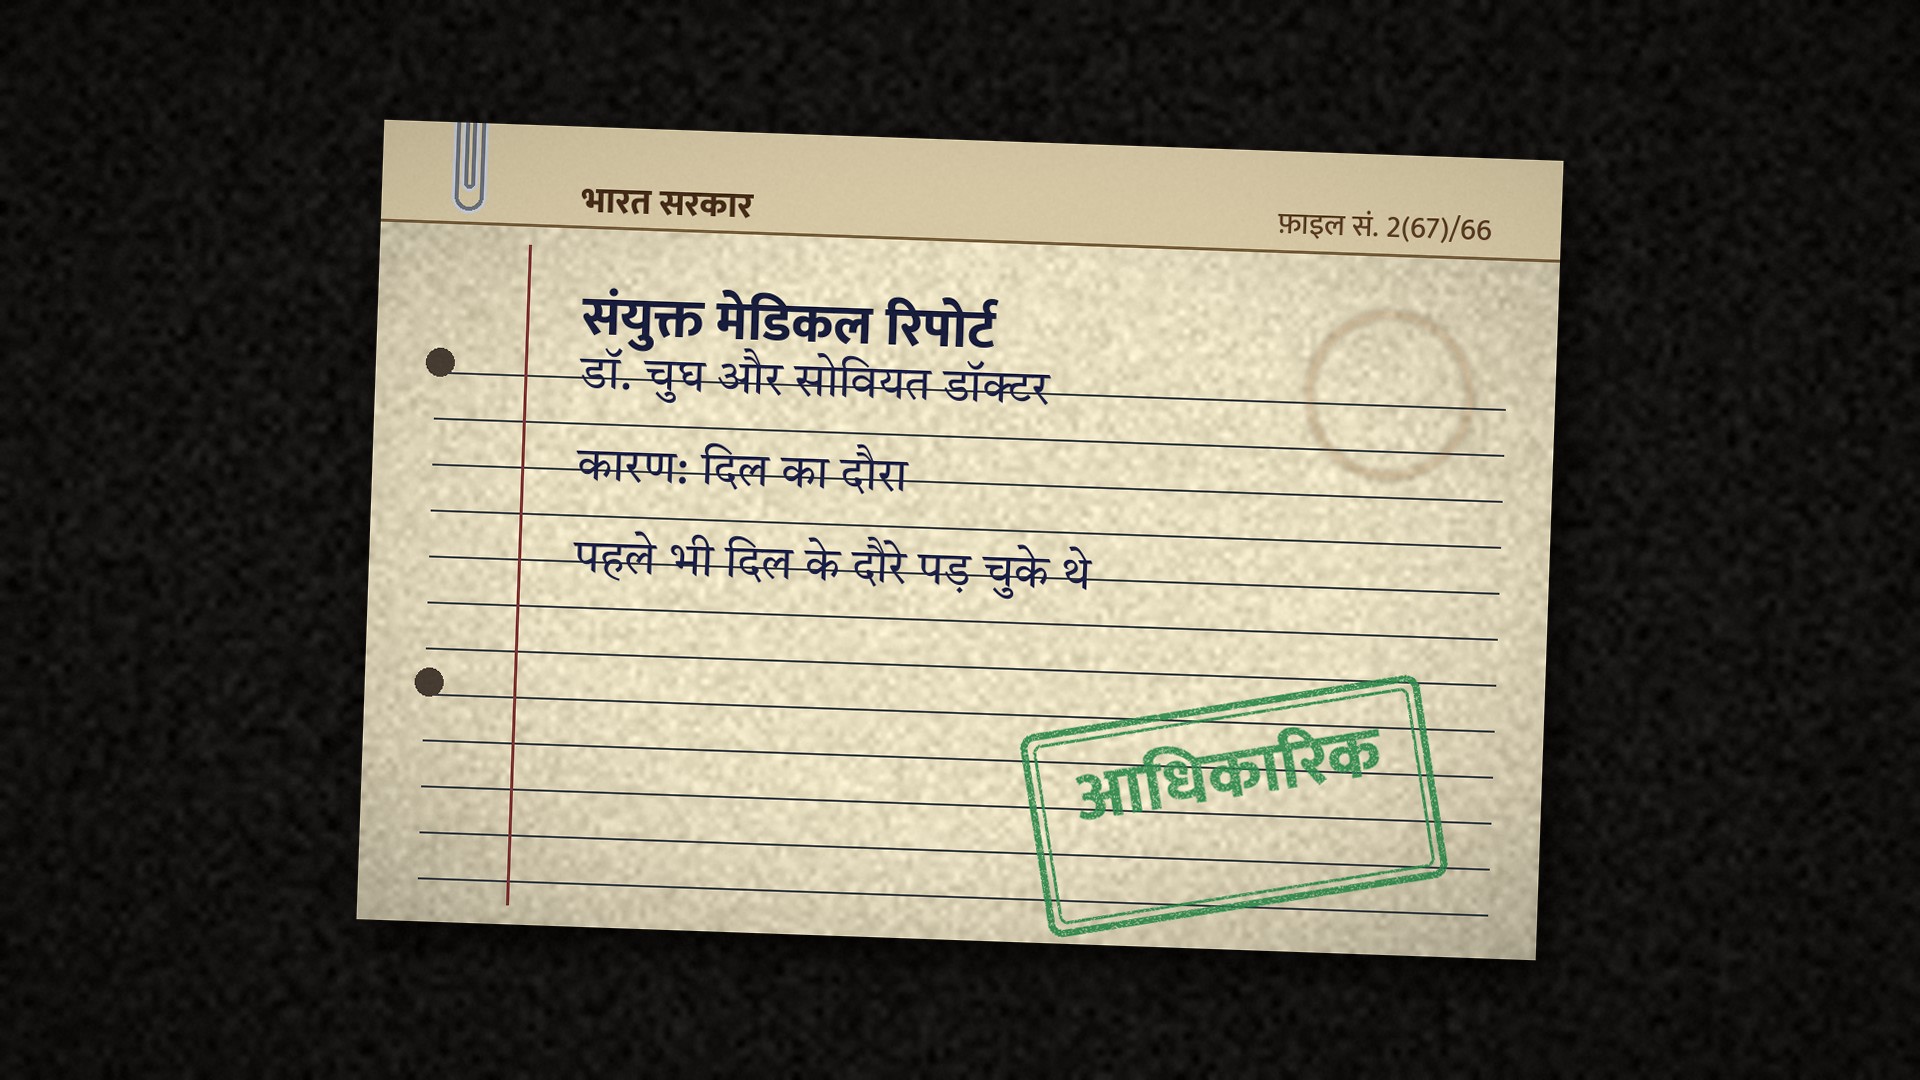 भारत सरकार
फ़ाइल सं. 2(67)/66
संयुक्त मेडिकल रिपोर्ट
डॉ. चुघ और सोवियत डॉक्टर
कारण: दिल का दौरा
पहले भी दिल के दौरे पड़ चुके थे
आधिकारिक